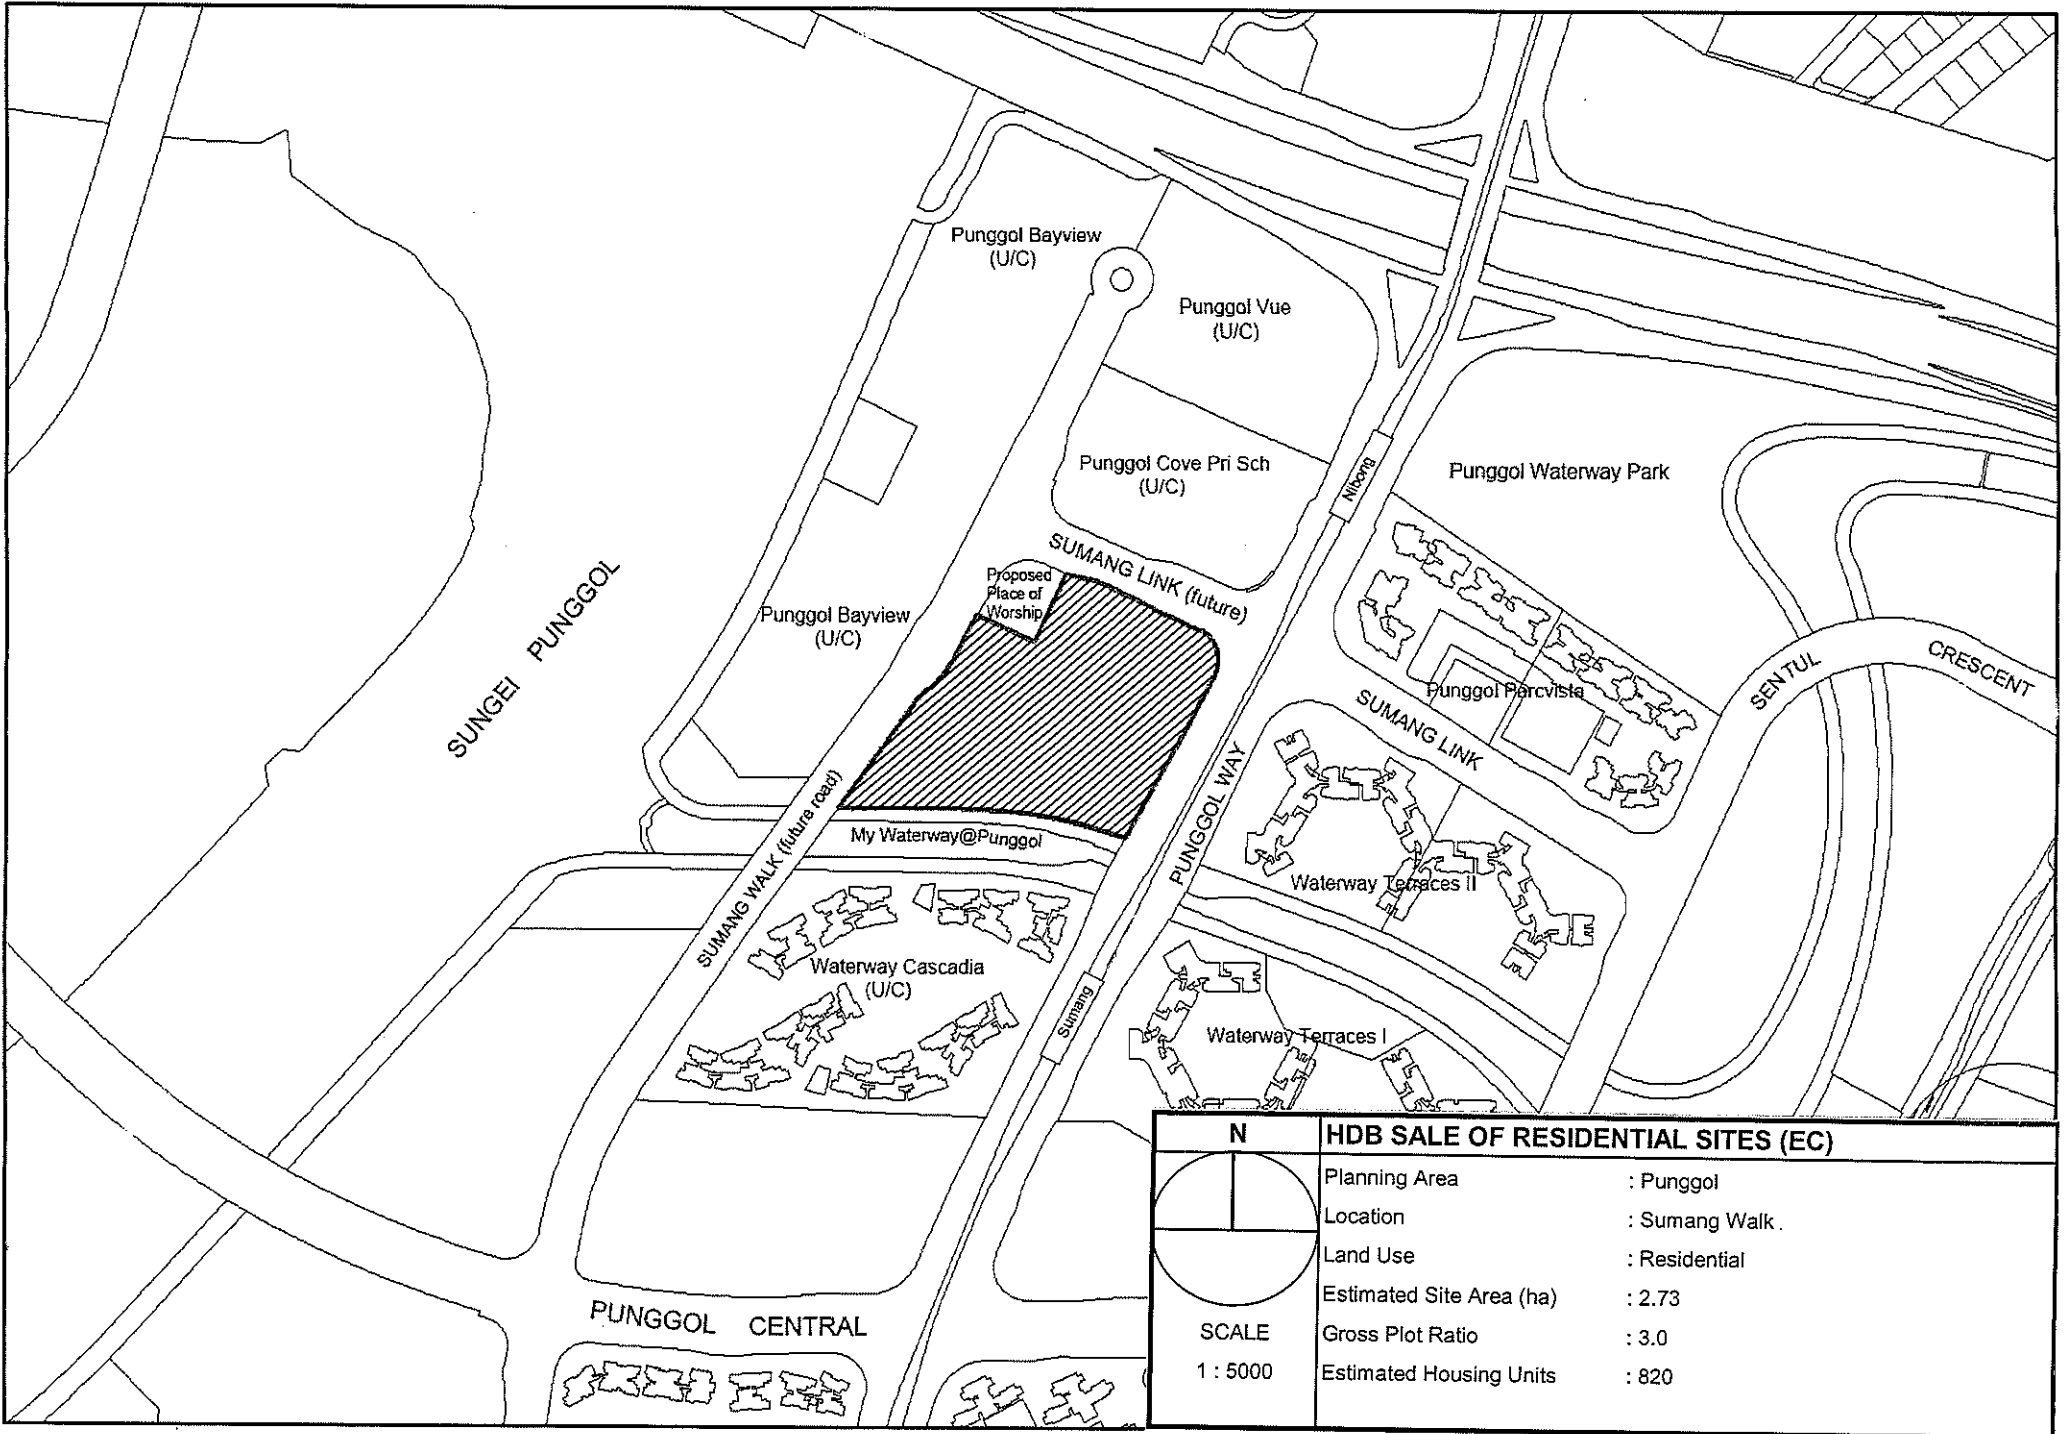 Punggol Bayview
(U/C)
Punggol Vue
(U/C)
Punggol Cove Pri Sch
(U/C)
Nibong
Punggol Waterway Park
SUMANG LINK (future)
Proposed
Place of
Worship
Punggol Bayview
(U/C)
SUNGEI PUNGGOL
Punggol Parcvista
SENTUL CRESCENT
SUMANG LINK
PUNGGOL WAY
SUMANG WALK (future road)
My Waterway@Punggol
Waterway Terraces II
Waterway Cascadia
(U/C)
Sumang
Waterway Terraces I
PUNGGOL CENTRAL
N
SCALE
1 : 5000
HDB SALE OF RESIDENTIAL SITES (EC)
Planning Area : Punggol
Location : Sumang Walk
Land Use : Residential
Estimated Site Area (ha) : 2.73
Gross Plot Ratio : 3.0
Estimated Housing Units : 820